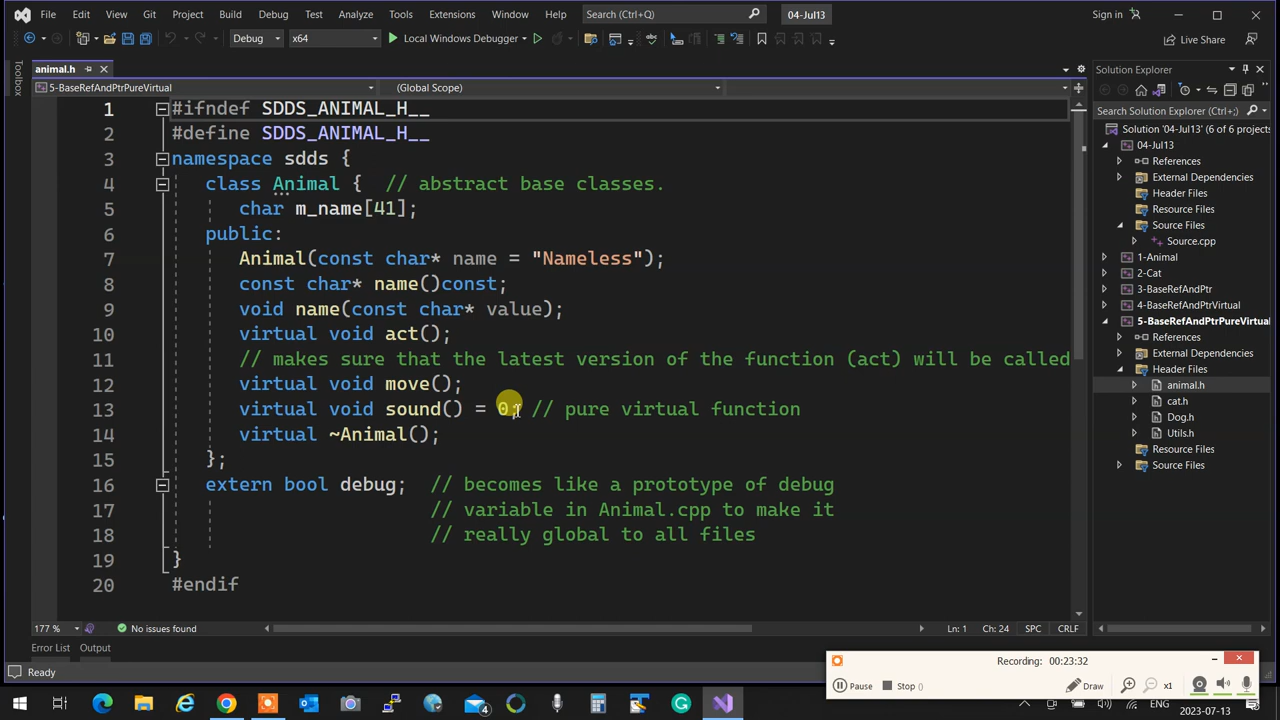 File Edit View Git Project Build Debug Test Analyze Tools Extensions Window Help Search (Ctrl+Q) 04-Jul13 Sign in
Debug x64 Local Windows Debugger Live Share
Toolbox
animal.h
5-BaseRefAndPtrPureVirtual (Global Scope)
1 #ifndef SDDS_ANIMAL_H__
2 #define SDDS_ANIMAL_H__
3 namespace sdds {
4 class Animal { // abstract base classes.
5 char m_name[41];
6 public:
7 Animal(const char* name = "Nameless");
8 const char* name()const;
9 void name(const char* value);
10 virtual void act();
11 // makes sure that the latest version of the function (act) will be called
12 virtual void move();
13 virtual void sound() = 0; // pure virtual function
14 virtual ~Animal();
15 };
16 extern bool debug; // becomes like a prototype of debug
17 // variable in Animal.cpp to make it
18 // really global to all files
19 }
20 #endif
177 % No issues found Ln: 1 Ch: 24 SPC CRLF
Error List Output
Ready
Solution Explorer
Search Solution Explorer (Ctrl+;)
Solution '04-Jul13' (6 of 6 projects
04-Jul13
References
External Dependencies
Header Files
Resource Files
Source Files
Source.cpp
1-Animal
2-Cat
3-BaseRefAndPtr
4-BaseRefAndPtrVirtual
5-BaseRefAndPtrPureVirtual
References
External Dependencies
Header Files
animal.h
cat.h
Dog.h
Utils.h
Resource Files
Source Files
Recording: 00:23:32
Pause Stop () Draw x1
4
2023-07-13